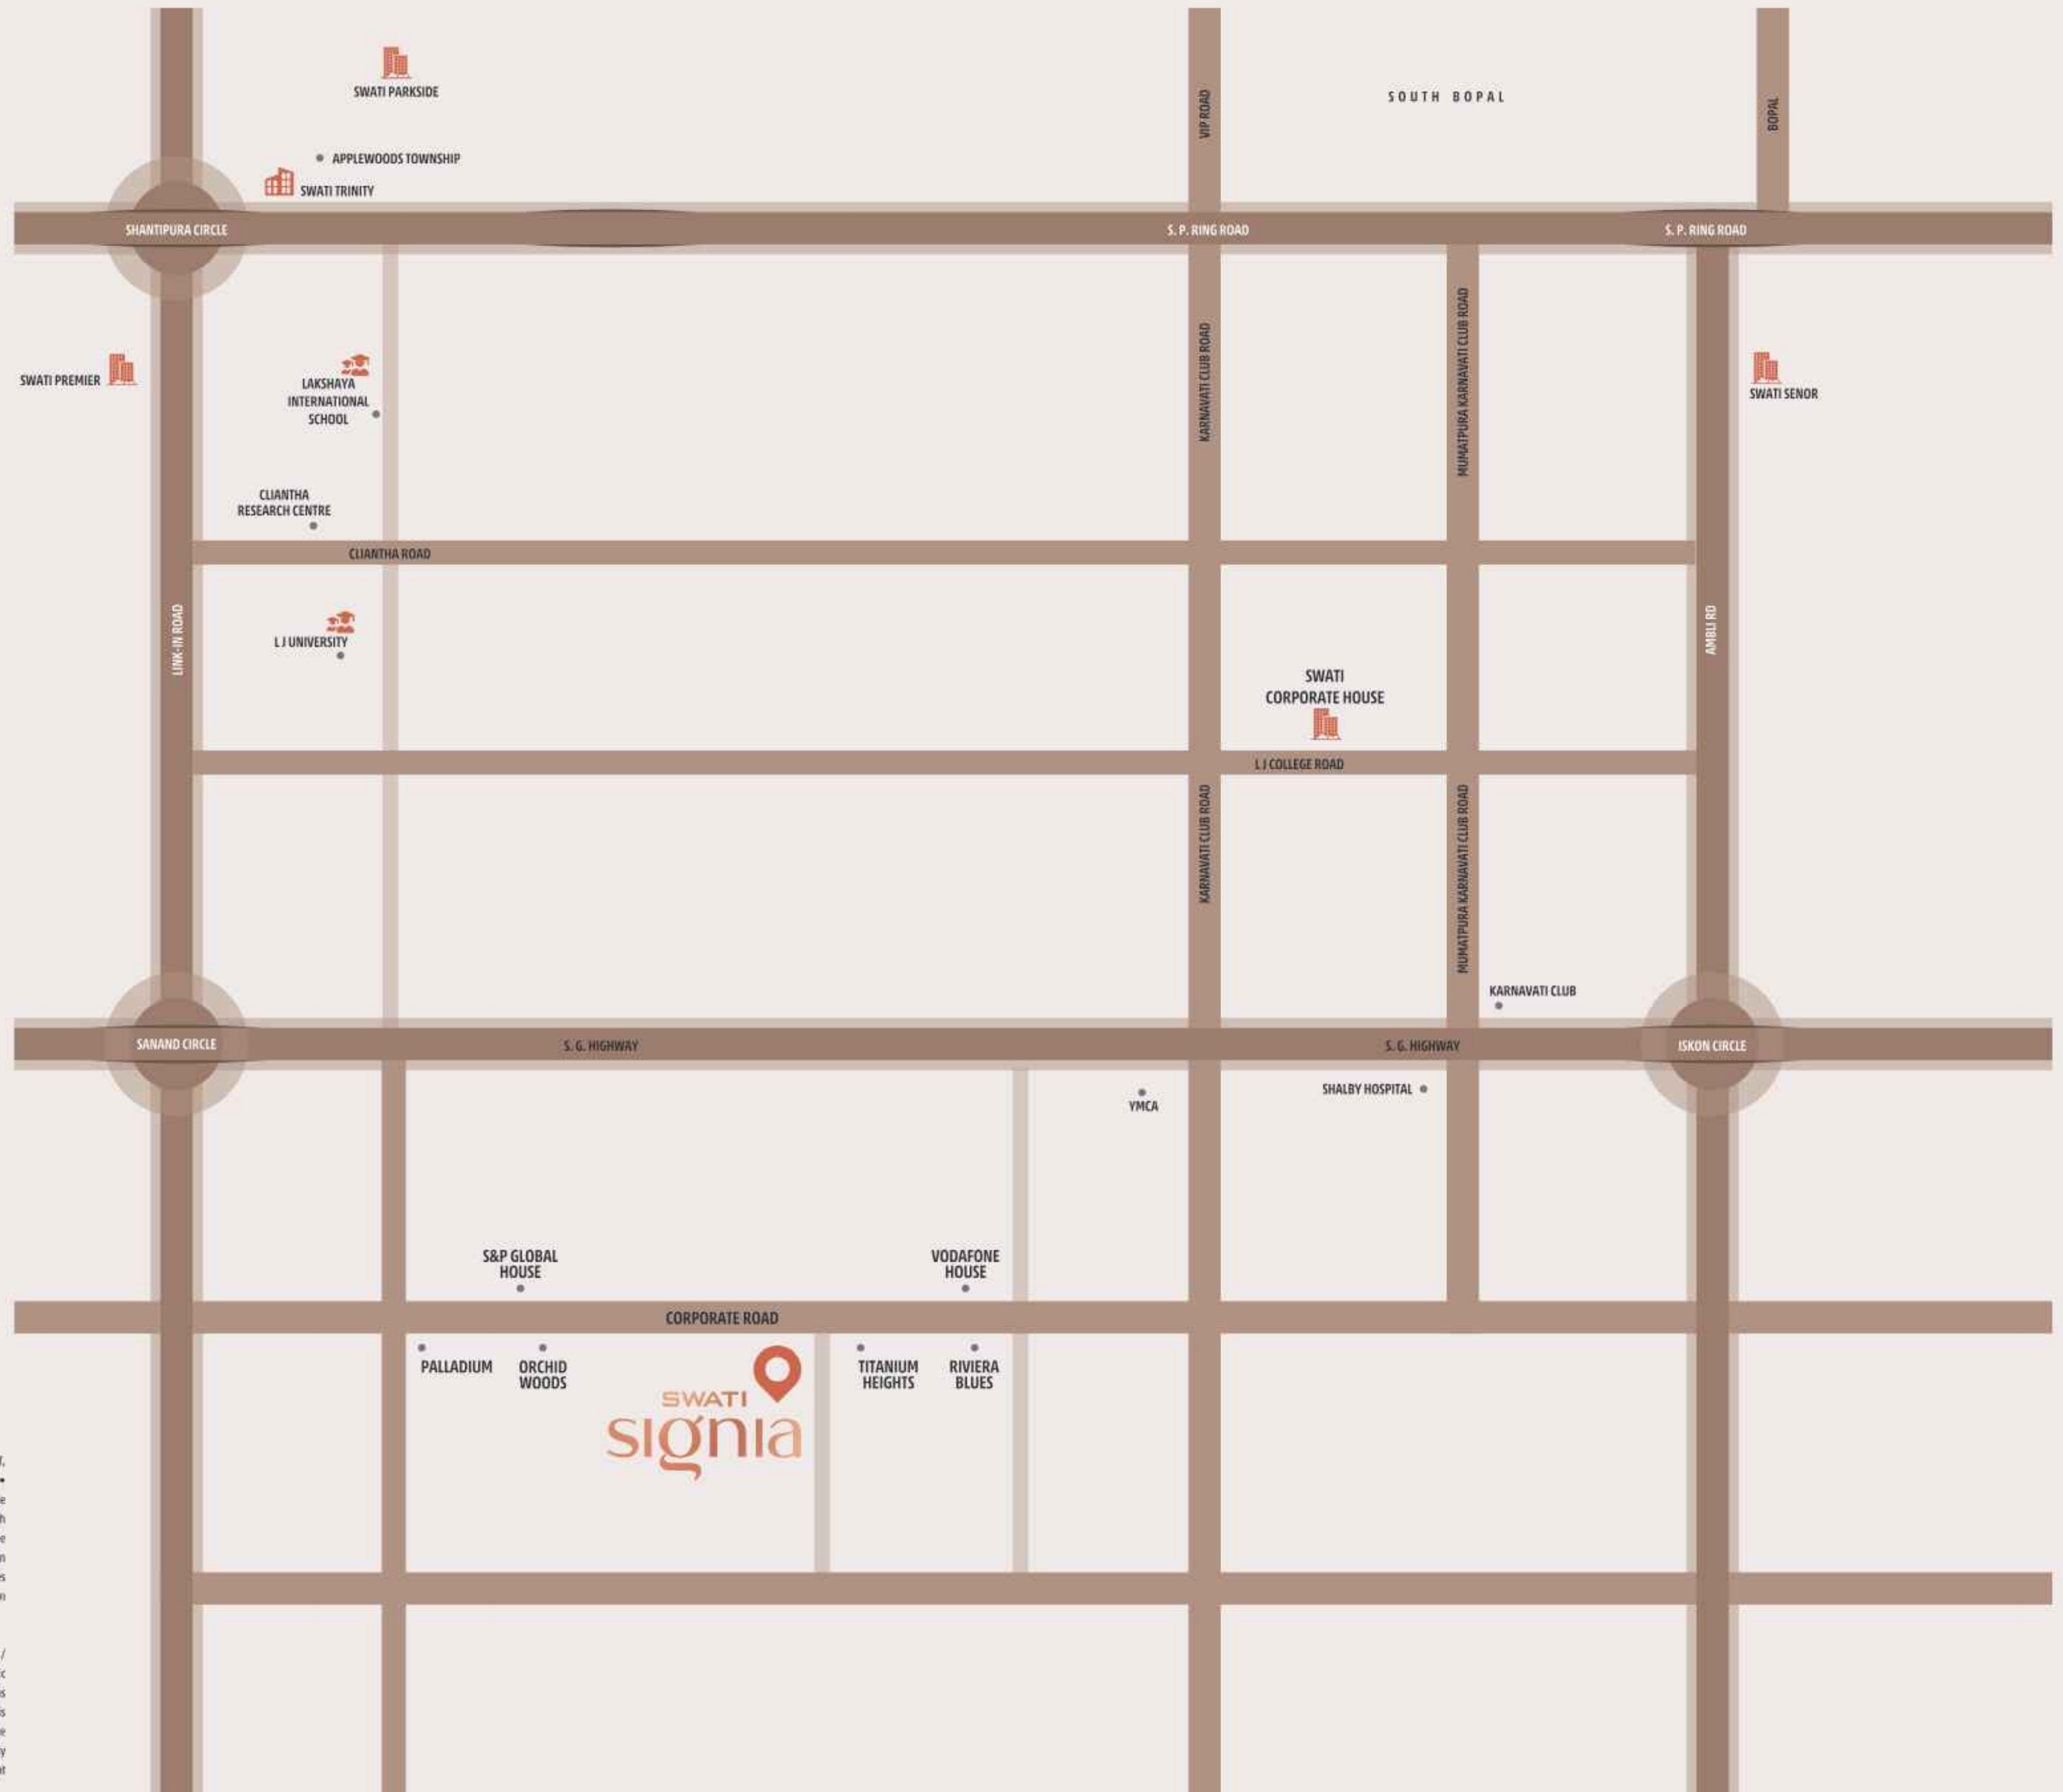 SWATI PARKSIDE
VIP ROAD
SOUTH BOPAL
BOPAL
APPLEWOODS TOWNSHIP
SWATI TRINITY
SHANTIPURA CIRCLE
S. P. RING ROAD
S. P. RING ROAD
SWATI PREMIER
LAKSHAYA
INTERNATIONAL
SCHOOL
KARNAVATI CLUB ROAD
MUMATPURA KARNAVATI CLUB ROAD
SWATI SENOR
CLIANTHA
RESEARCH CENTRE
CLIANTHA ROAD
LINK-IN ROAD
L J UNIVERSITY
AMBLI RD
SWATI
CORPORATE HOUSE
L J COLLEGE ROAD
KARNAVATI CLUB ROAD
MUMATPURA KARNAVATI CLUB ROAD
KARNAVATI CLUB
SANAND CIRCLE
S. G. HIGHWAY
S. G. HIGHWAY
ISKON CIRCLE
YMCA
SHALBY HOSPITAL
S&P GLOBAL
HOUSE
VODAFONE
HOUSE
CORPORATE ROAD
PALLADIUM
ORCHID
WOODS
TITANIUM
HEIGHTS
RIVIERA
BLUES
SWATI
signia